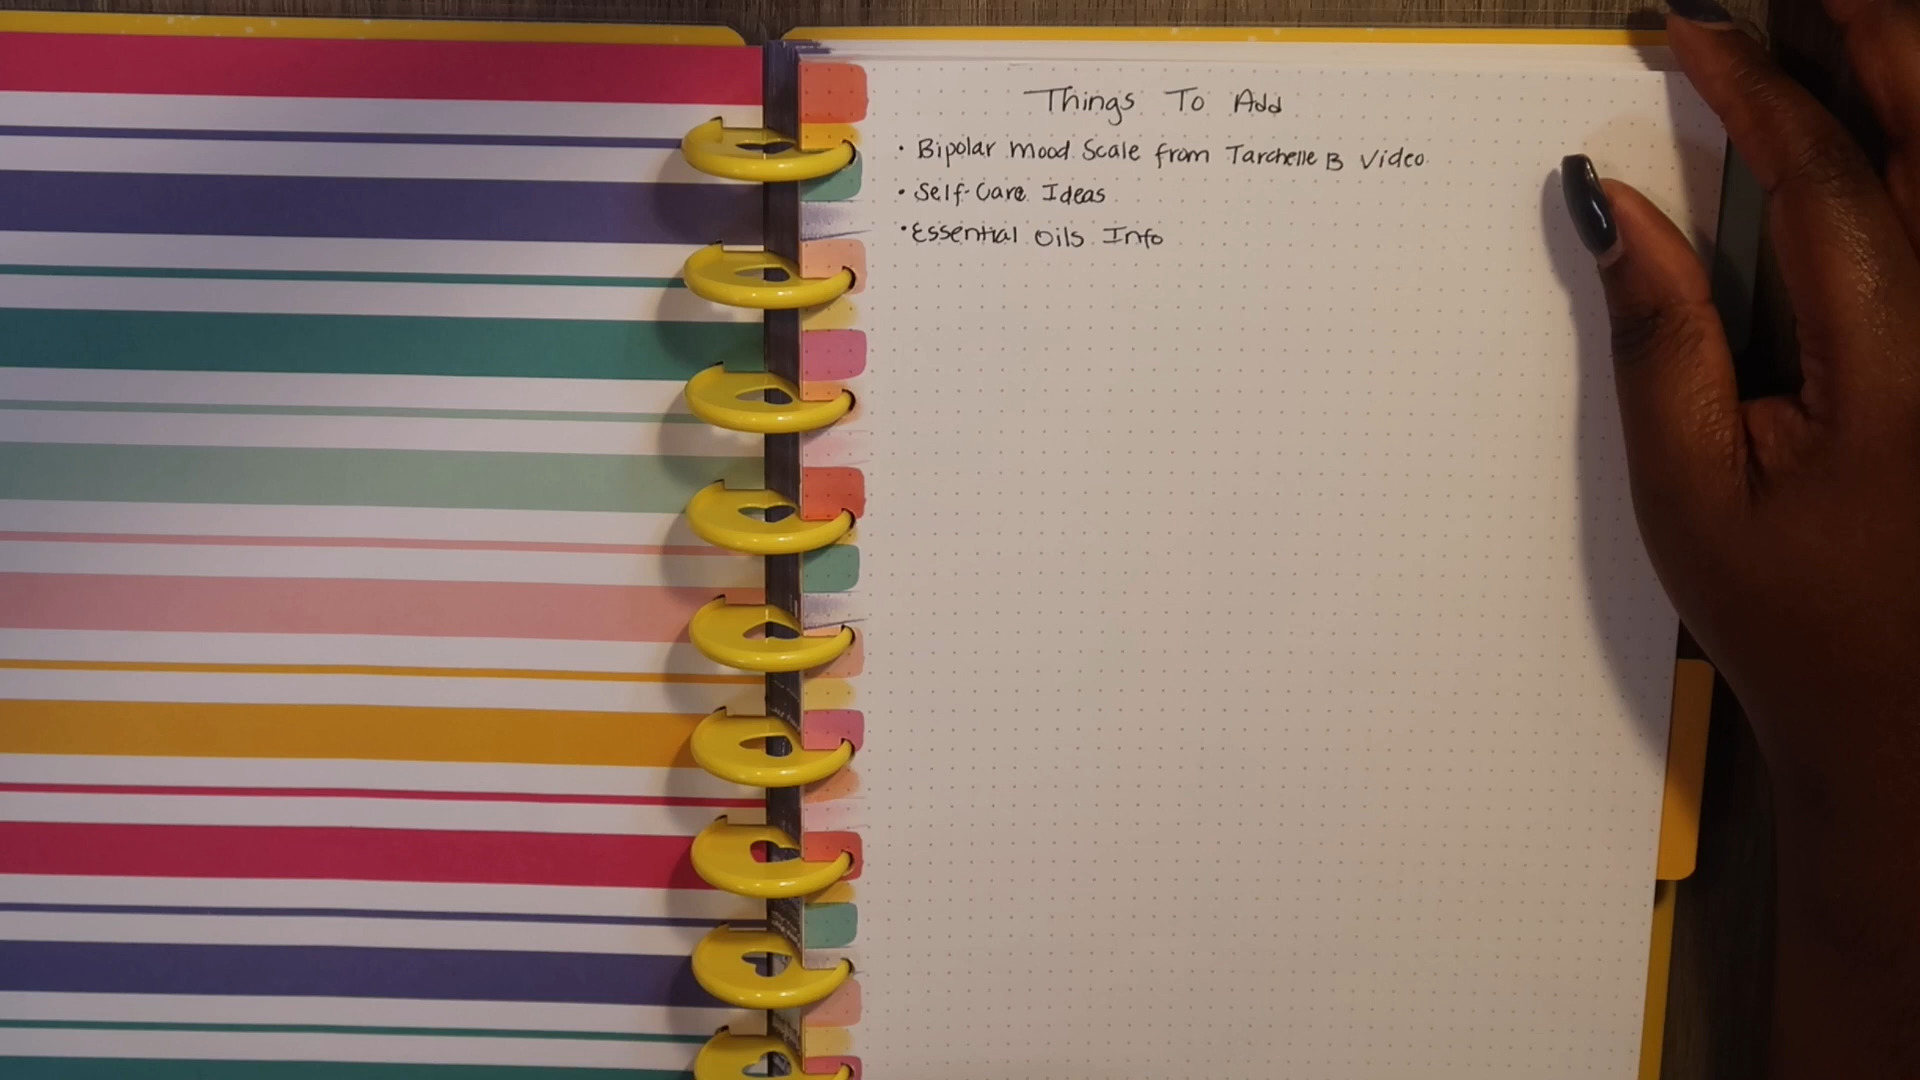 Things To Add
• Bipolar mood Scale from Tarchelle B Video
• Self-Care Ideas
• Essential Oils Info